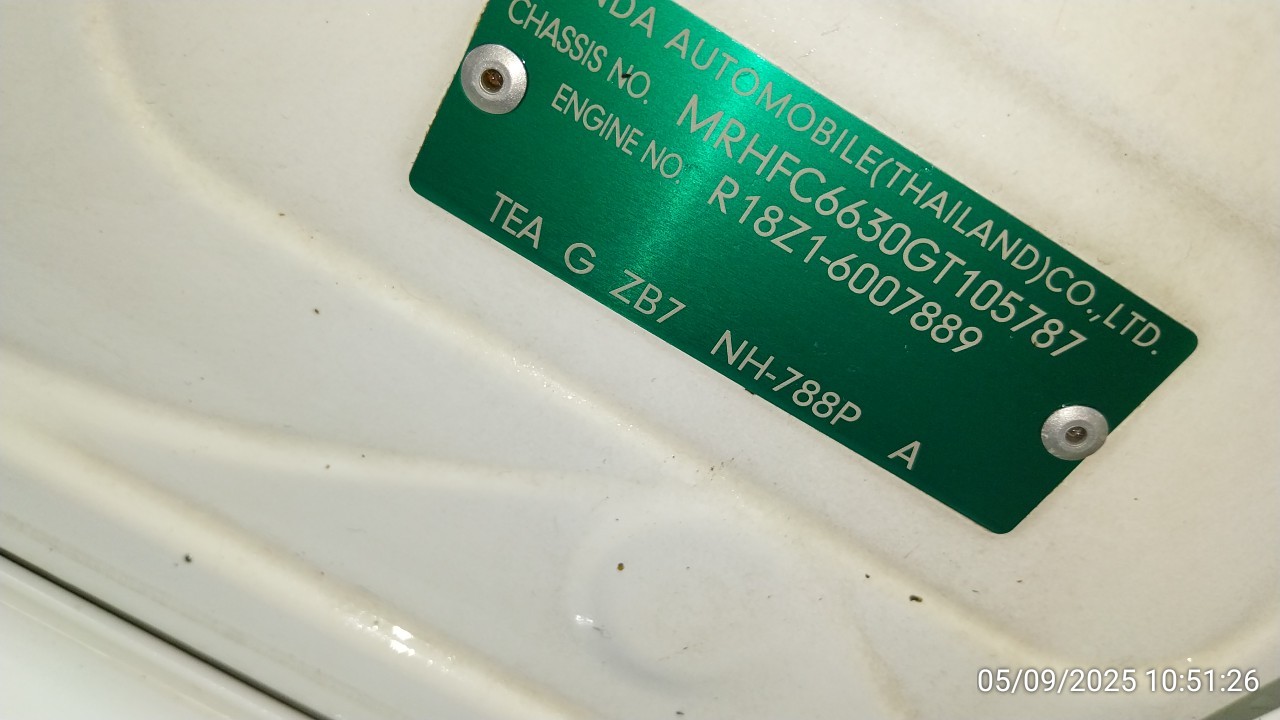 NDA AUTOMOBILE(THAILAND)CO.,LTD.
CHASSIS NO. MRHFC6630GT105787
ENGINE NO. R18Z1-6007889
TEA G ZB7 NH-788P A
05/09/2025 10:51:26